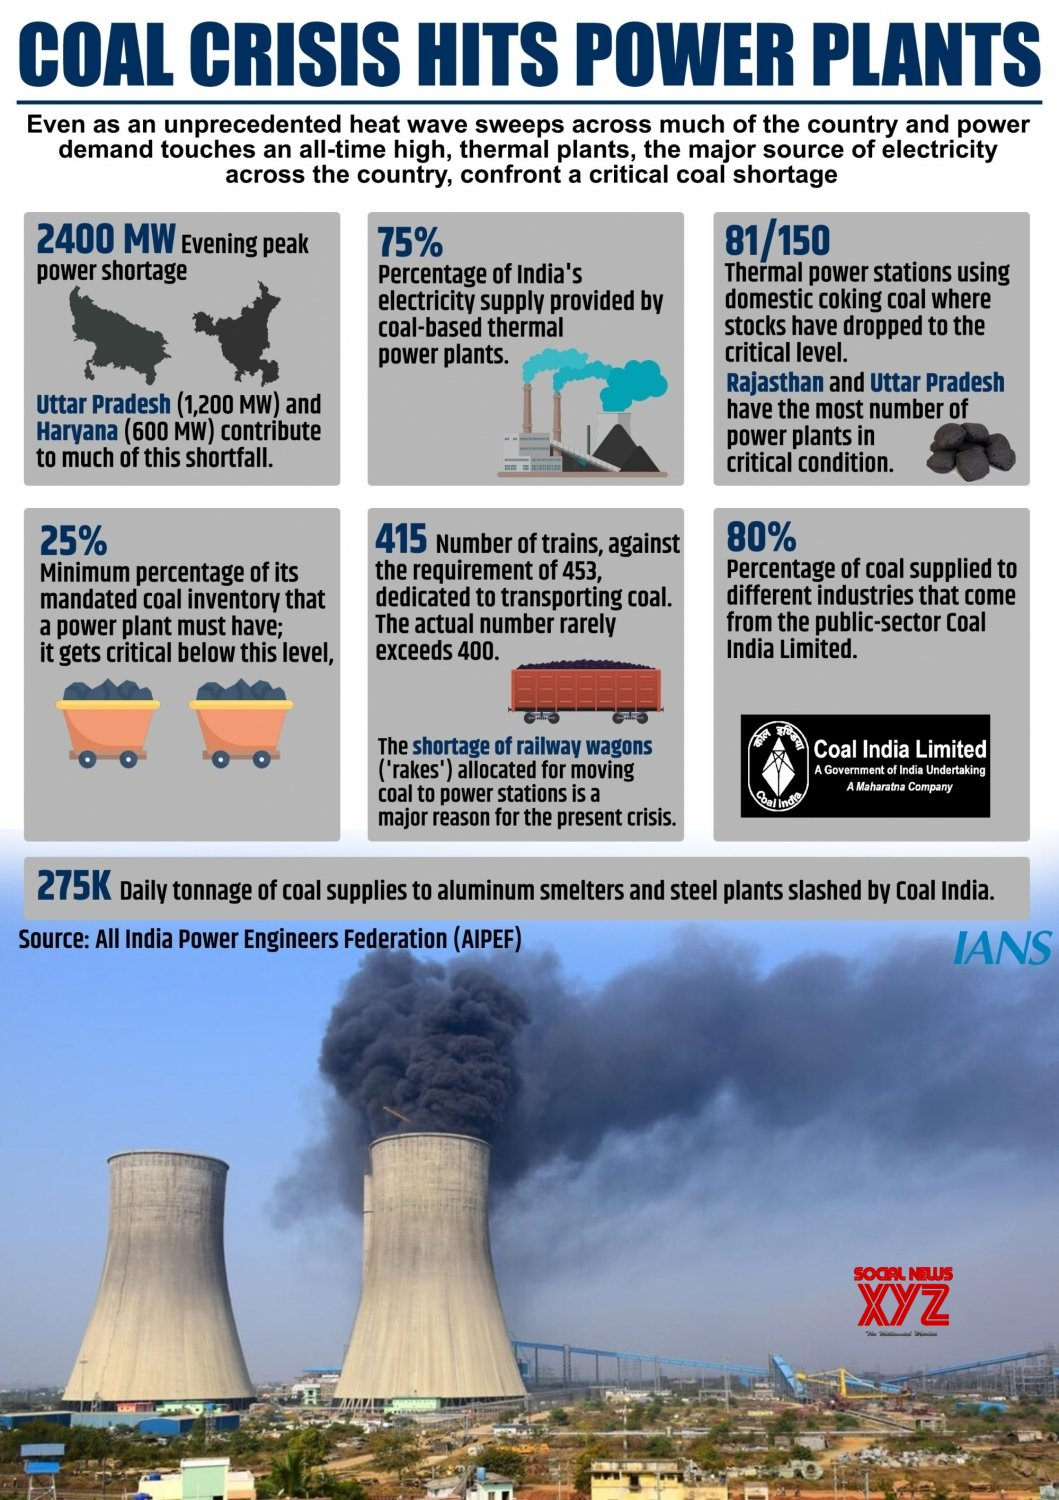 COAL CRISIS HITS POWER PLANTS
Even as an unprecedented heat wave sweeps across much of the country and power
demand touches an all-time high, thermal plants, the major source of electricity
across the country, confront a critical coal shortage
2400 MW Evening peak
power shortage
Uttar Pradesh (1,200 MW) and
Haryana (600 MW) contribute
to much of this shortfall.
75%
Percentage of India's
electricity supply provided by
coal-based thermal
power plants.
81/150
Thermal power stations using
domestic coking coal where
stocks have dropped to the
critical level.
Rajasthan and Uttar Pradesh
have the most number of
power plants in
critical condition.
25%
Minimum percentage of its
mandated coal inventory that
a power plant must have;
it gets critical below this level,
415 Number of trains, against
the requirement of 453,
dedicated to transporting coal.
The actual number rarely
exceeds 400.
The shortage of railway wagons
('rakes') allocated for moving
coal to power stations is a
major reason for the present crisis.
80%
Percentage of coal supplied to
different industries that come
from the public-sector Coal
India Limited.
कोल इण्डिया
Coal India
Coal India Limited
A Government of India Undertaking
A Maharatna Company
275K Daily tonnage of coal supplies to aluminum smelters and steel plants slashed by Coal India.
Source: All India Power Engineers Federation (AIPEF)
IANS
SOCIAL NEWS
XYZ
The Millennial Media